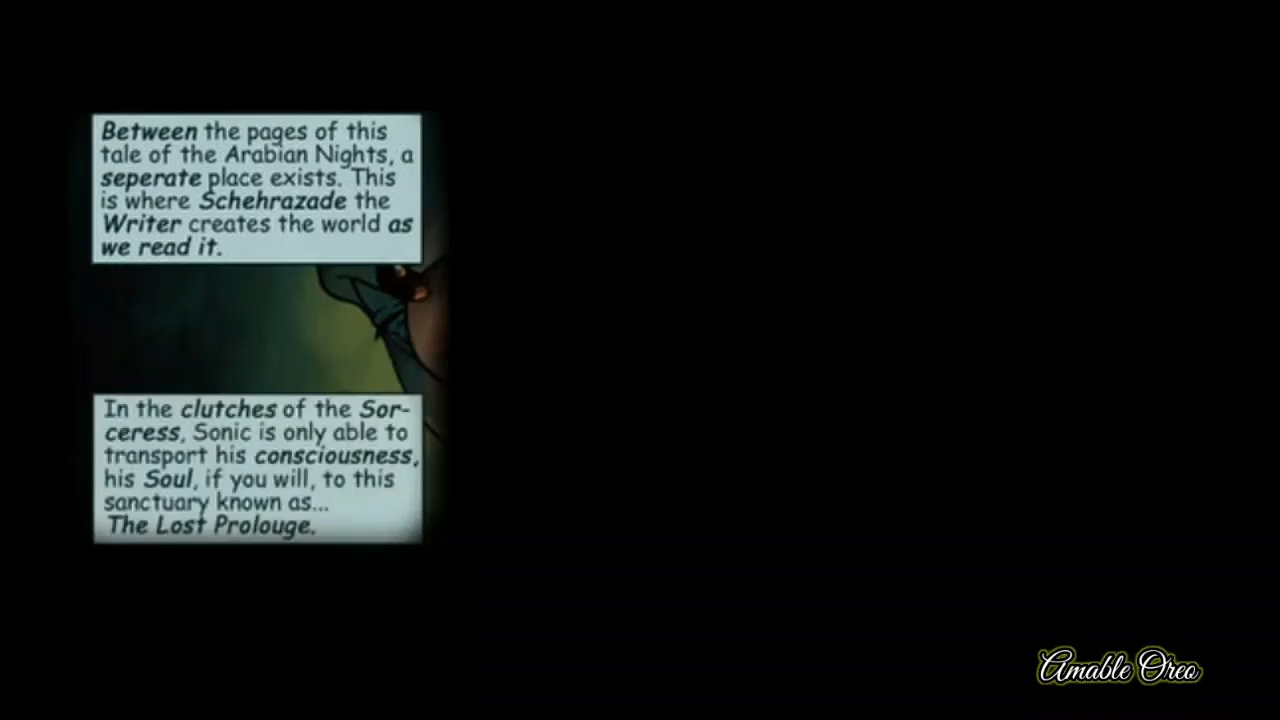 Between the pages of this
tale of the Arabian Nights, a
seperate place exists. This
is where Schehrazade the
Writer creates the world as
we read it.
In the clutches of the Sor-
ceress, Sonic is only able to
transport his consciousness,
his Soul, if you will, to this
sanctuary known as...
The Lost Prolouge.
Amable Oreo